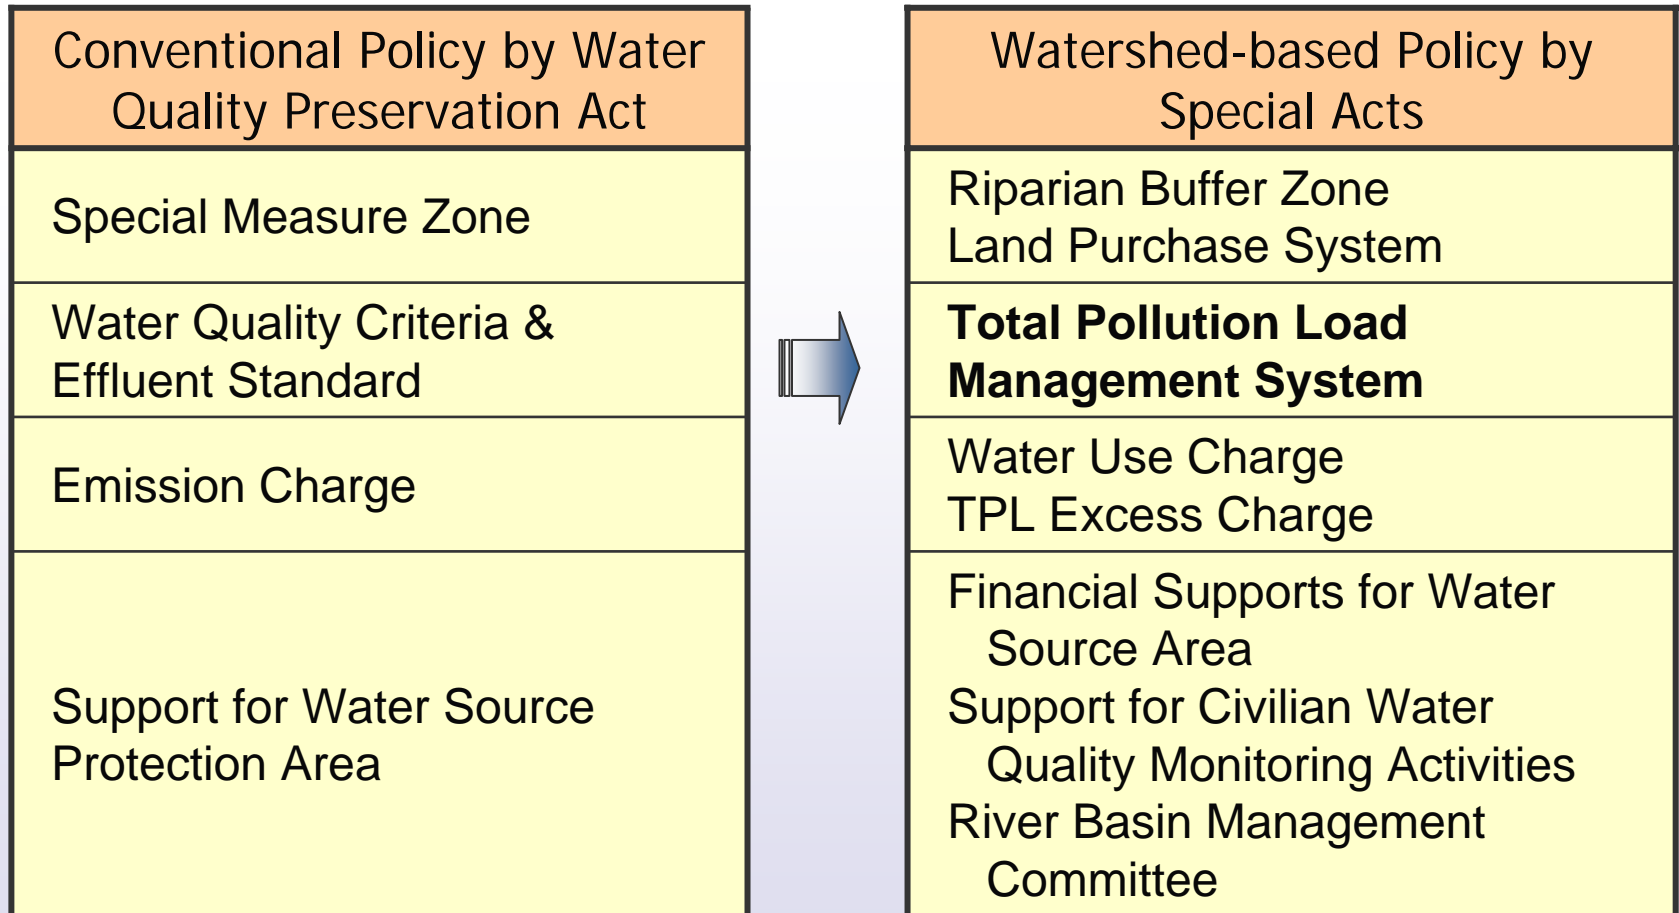 Conventional Policy by Water
Quality Preservation Act
Special Measure Zone
Water Quality Criteria &
Effluent Standard
Emission Charge
Support for Water Source
Protection Area
Watershed-based Policy by
Special Acts
Riparian Buffer Zone
Land Purchase System
Total Pollution Load
Management System
Water Use Charge
TPL Excess Charge
Financial Supports for Water
Source Area
Support for Civilian Water
Quality Monitoring Activities
River Basin Management
Committee